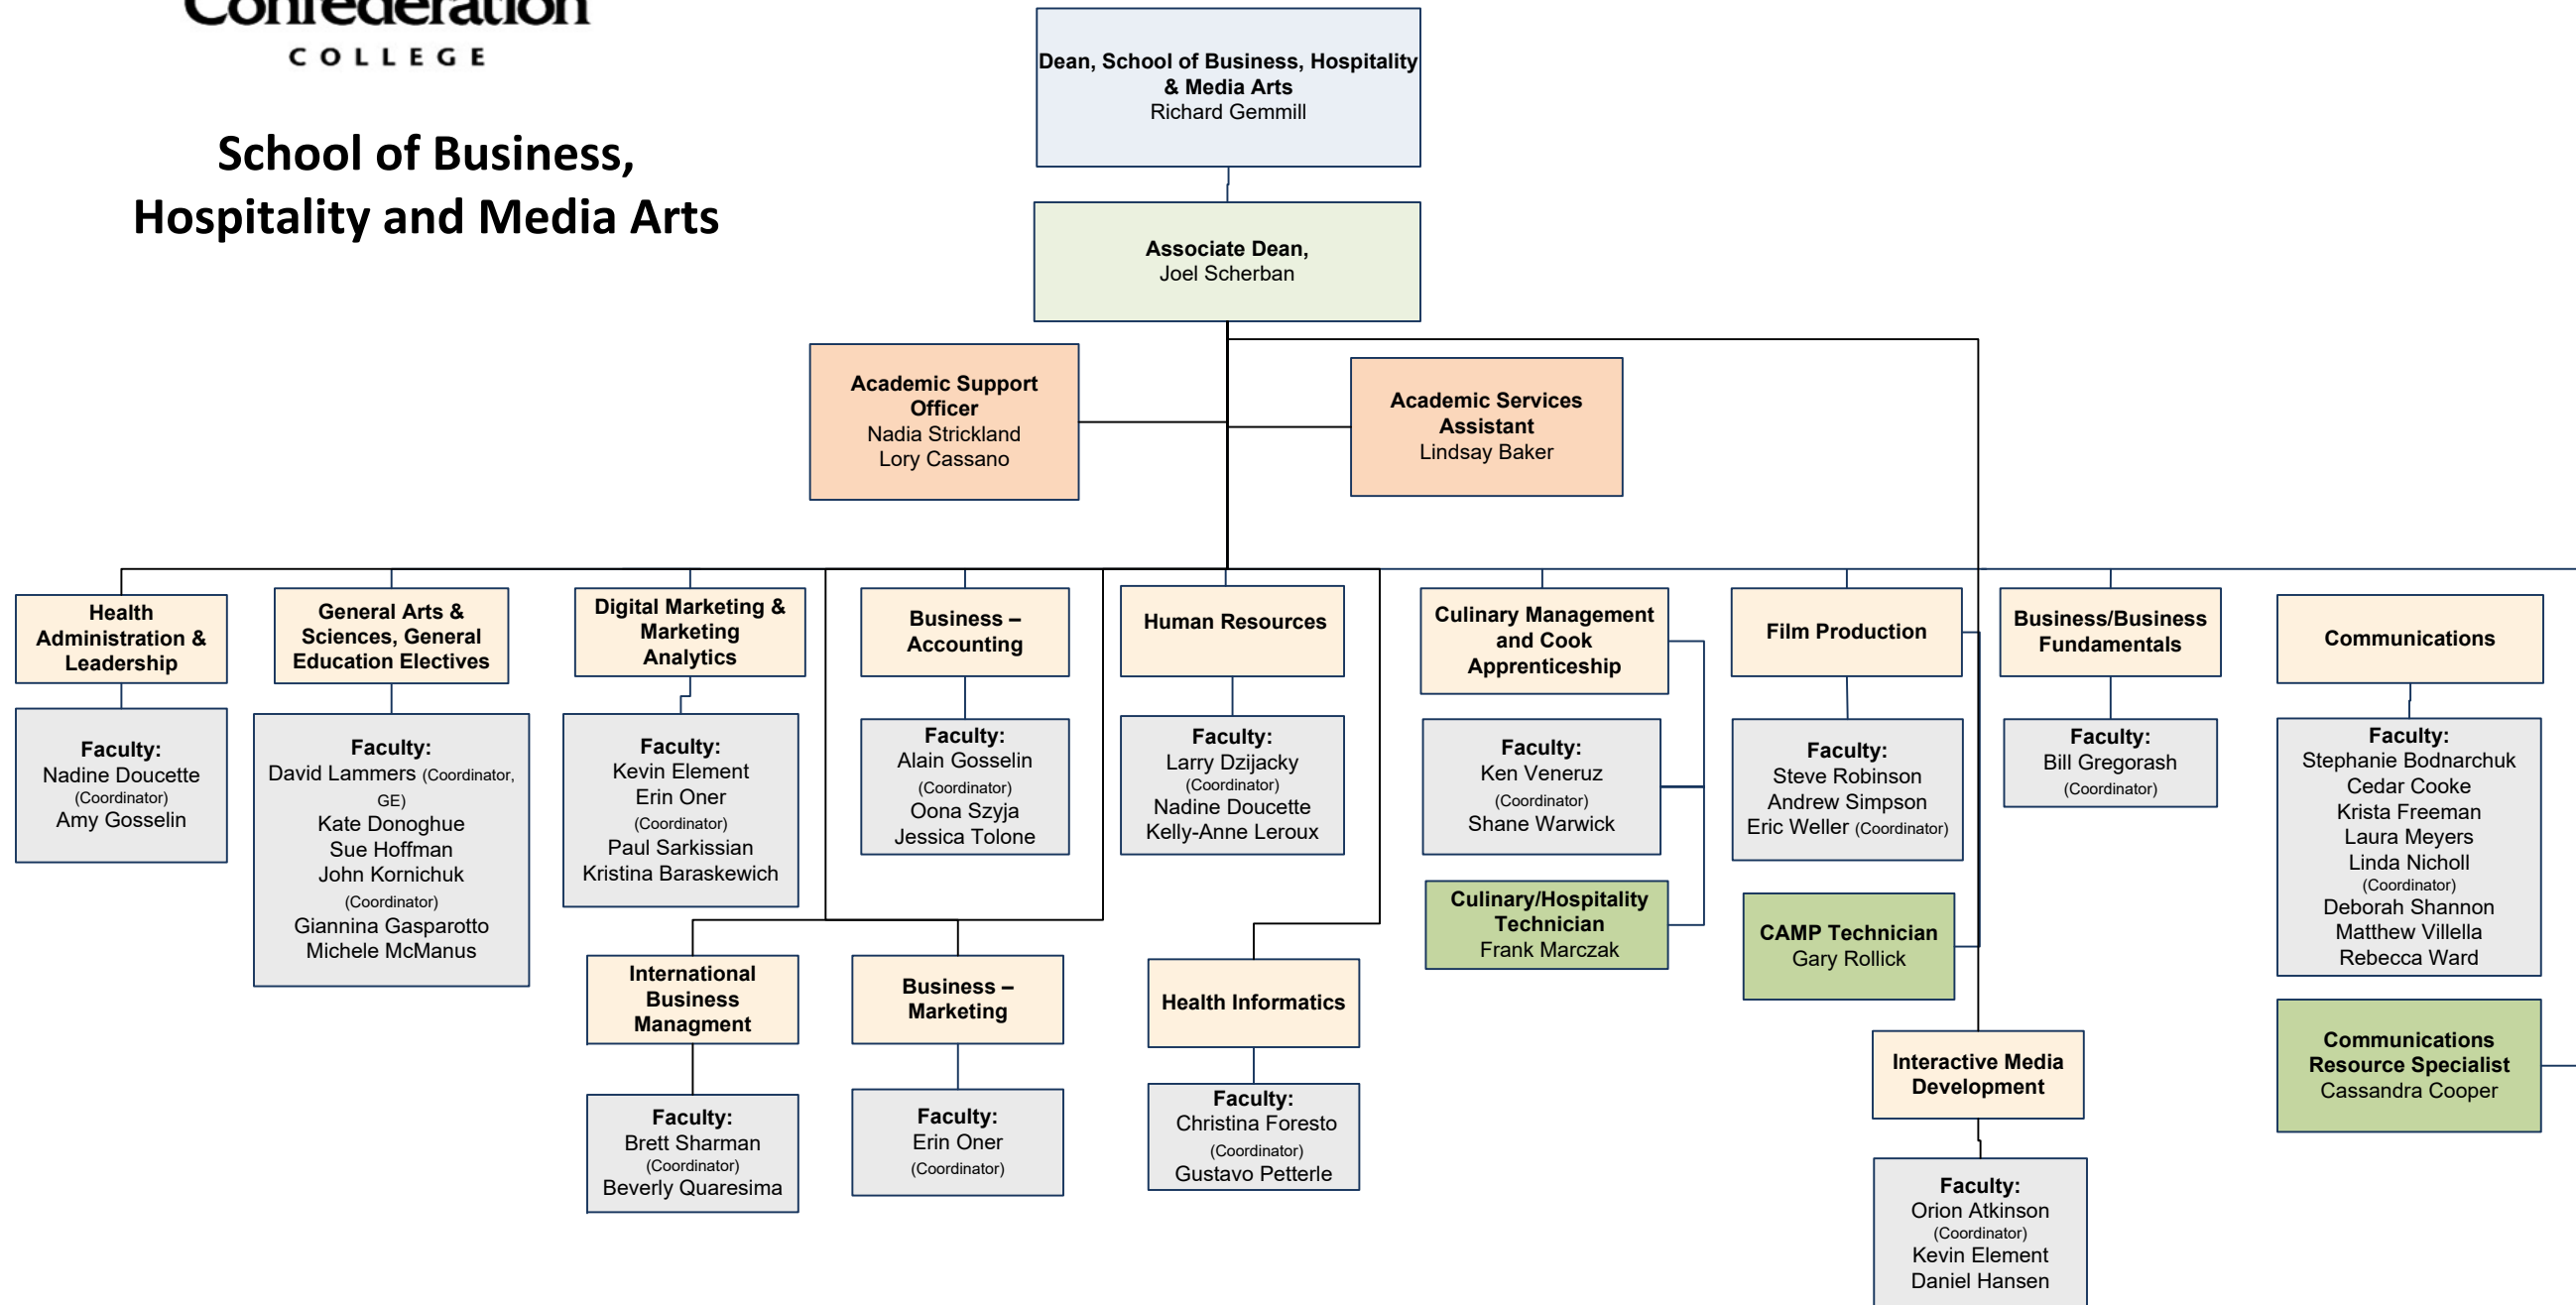 Confederation
COLLEGE
School of Business,
Hospitality and Media Arts
Dean, School of Business, Hospitality
& Media Arts
Richard Gemmill
Associate Dean,
Joel Scherban
Academic Support
Officer
Nadia Strickland
Lory Cassano
Academic Services
Assistant
Lindsay Baker
Health
Administration &
Leadership
Faculty:
Nadine Doucette
(Coordinator)
Amy Gosselin
General Arts &
Sciences, General
Education Electives
Faculty:
David Lammers (Coordinator,
GE)
Kate Donoghue
Sue Hoffman
John Kornichuk
(Coordinator)
Giannina Gasparotto
Michele McManus
Digital Marketing &
Marketing
Analytics
Faculty:
Kevin Element
Erin Oner
(Coordinator)
Paul Sarkissian
Kristina Baraskewich
Business –
Accounting
Faculty:
Alain Gosselin
(Coordinator)
Oona Szyja
Jessica Tolone
Human Resources
Faculty:
Larry Dzijacky
(Coordinator)
Nadine Doucette
Kelly-Anne Leroux
Culinary Management
and Cook
Apprenticeship
Faculty:
Ken Veneruz
(Coordinator)
Shane Warwick
Culinary/Hospitality
Technician
Frank Marczak
Film Production
Faculty:
Steve Robinson
Andrew Simpson
Eric Weller (Coordinator)
CAMP Technician
Gary Rollick
Business/Business
Fundamentals
Faculty:
Bill Gregorash
(Coordinator)
Communications
Faculty:
Stephanie Bodnarchuk
Cedar Cooke
Krista Freeman
Laura Meyers
Linda Nicholl
(Coordinator)
Deborah Shannon
Matthew Villella
Rebecca Ward
Communications
Resource Specialist
Cassandra Cooper
International
Business
Managment
Faculty:
Brett Sharman
(Coordinator)
Beverly Quaresima
Business –
Marketing
Faculty:
Erin Oner
(Coordinator)
Health Informatics
Faculty:
Christina Foresto
(Coordinator)
Gustavo Petterle
Interactive Media
Development
Faculty:
Orion Atkinson
(Coordinator)
Kevin Element
Daniel Hansen